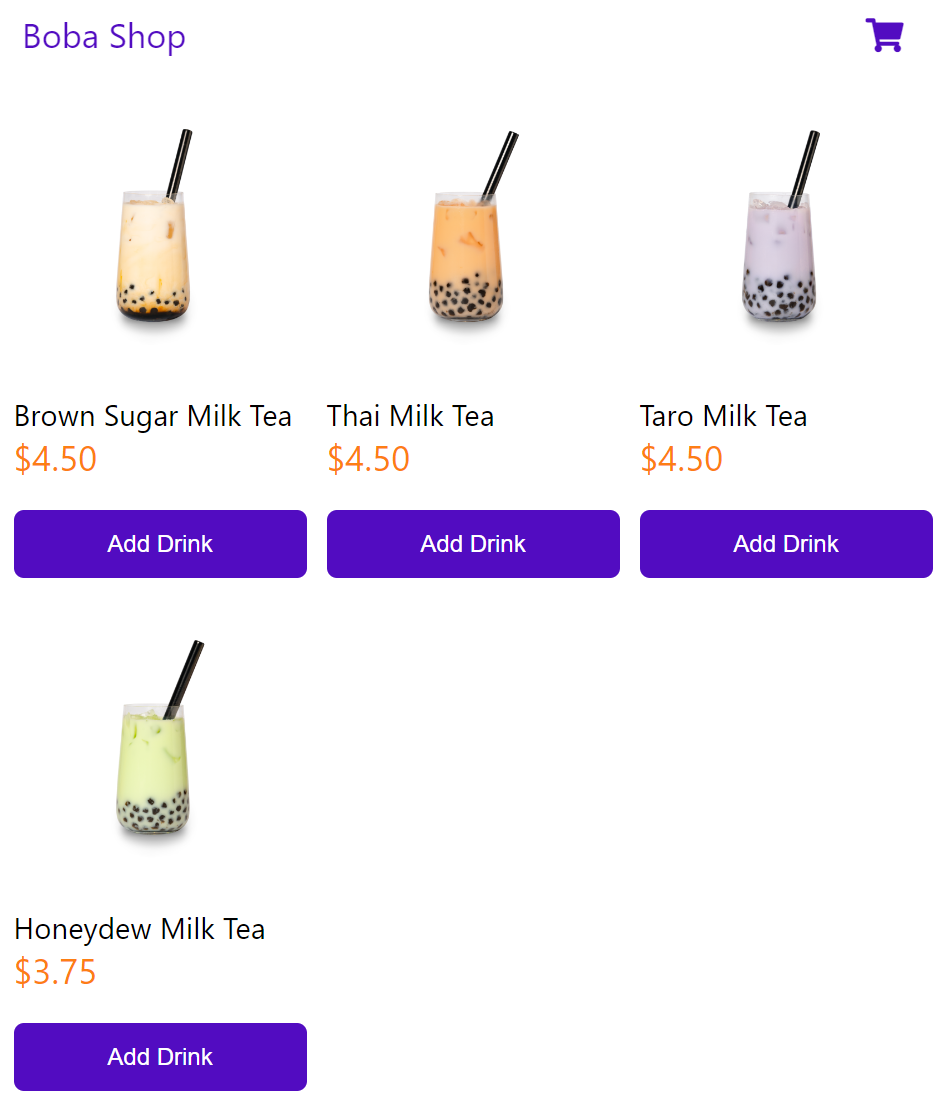 Boba Shop
Brown Sugar Milk Tea
$4.50
Add Drink
Thai Milk Tea
$4.50
Add Drink
Taro Milk Tea
$4.50
Add Drink
Honeydew Milk Tea
$3.75
Add Drink